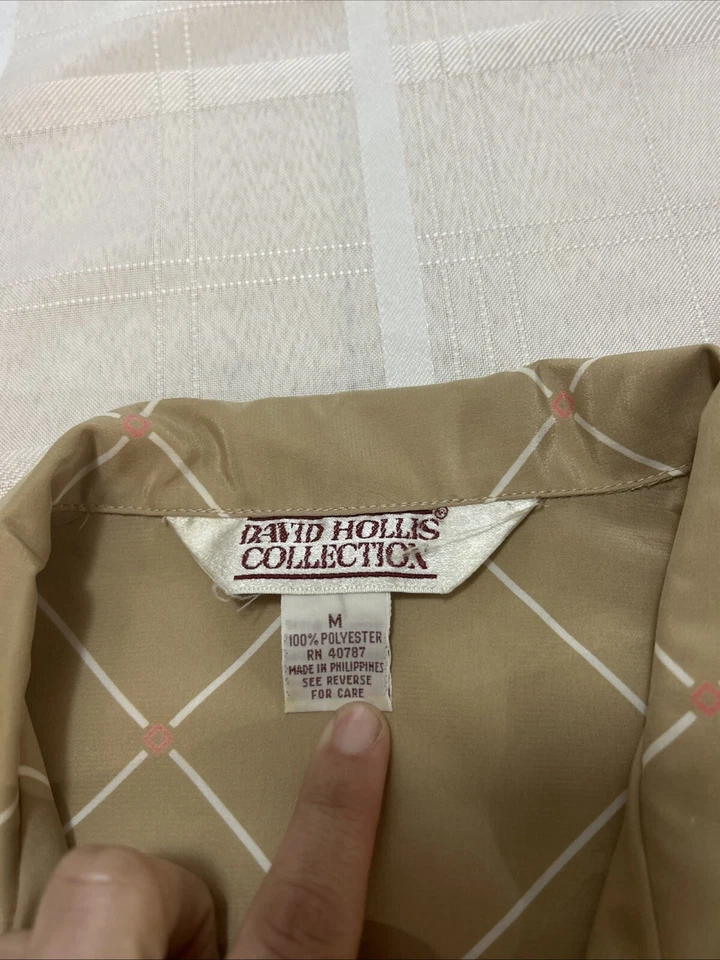 DAVID HOLLIS®
COLLECTION
M
100% POLYESTER
RN 40787
MADE IN PHILIPPINES
SEE REVERSE
FOR CARE